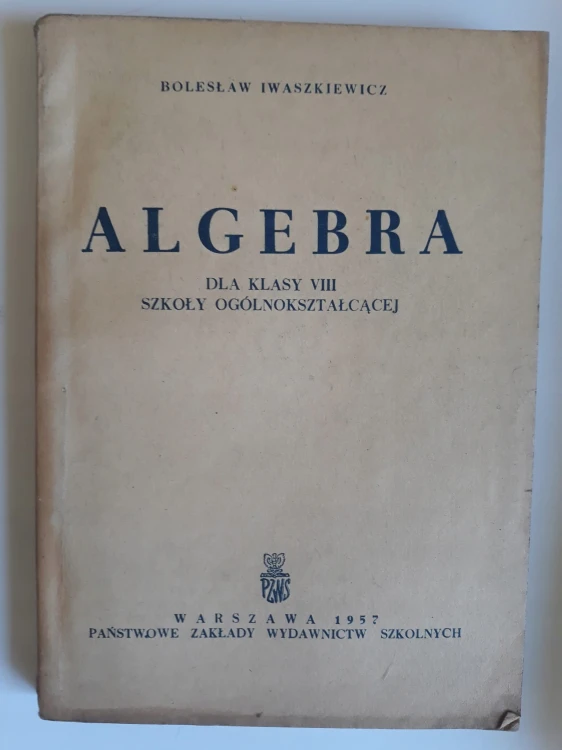 BOLESŁAW IWASZKIEWICZ
ALGEBRA
DLA KLASY VIII
SZKOŁY OGÓLNOKSZTAŁCĄCEJ
PZWS
WARSZAWA 1957
PAŃSTWOWE ZAKŁADY WYDAWNICTW SZKOLNYCH